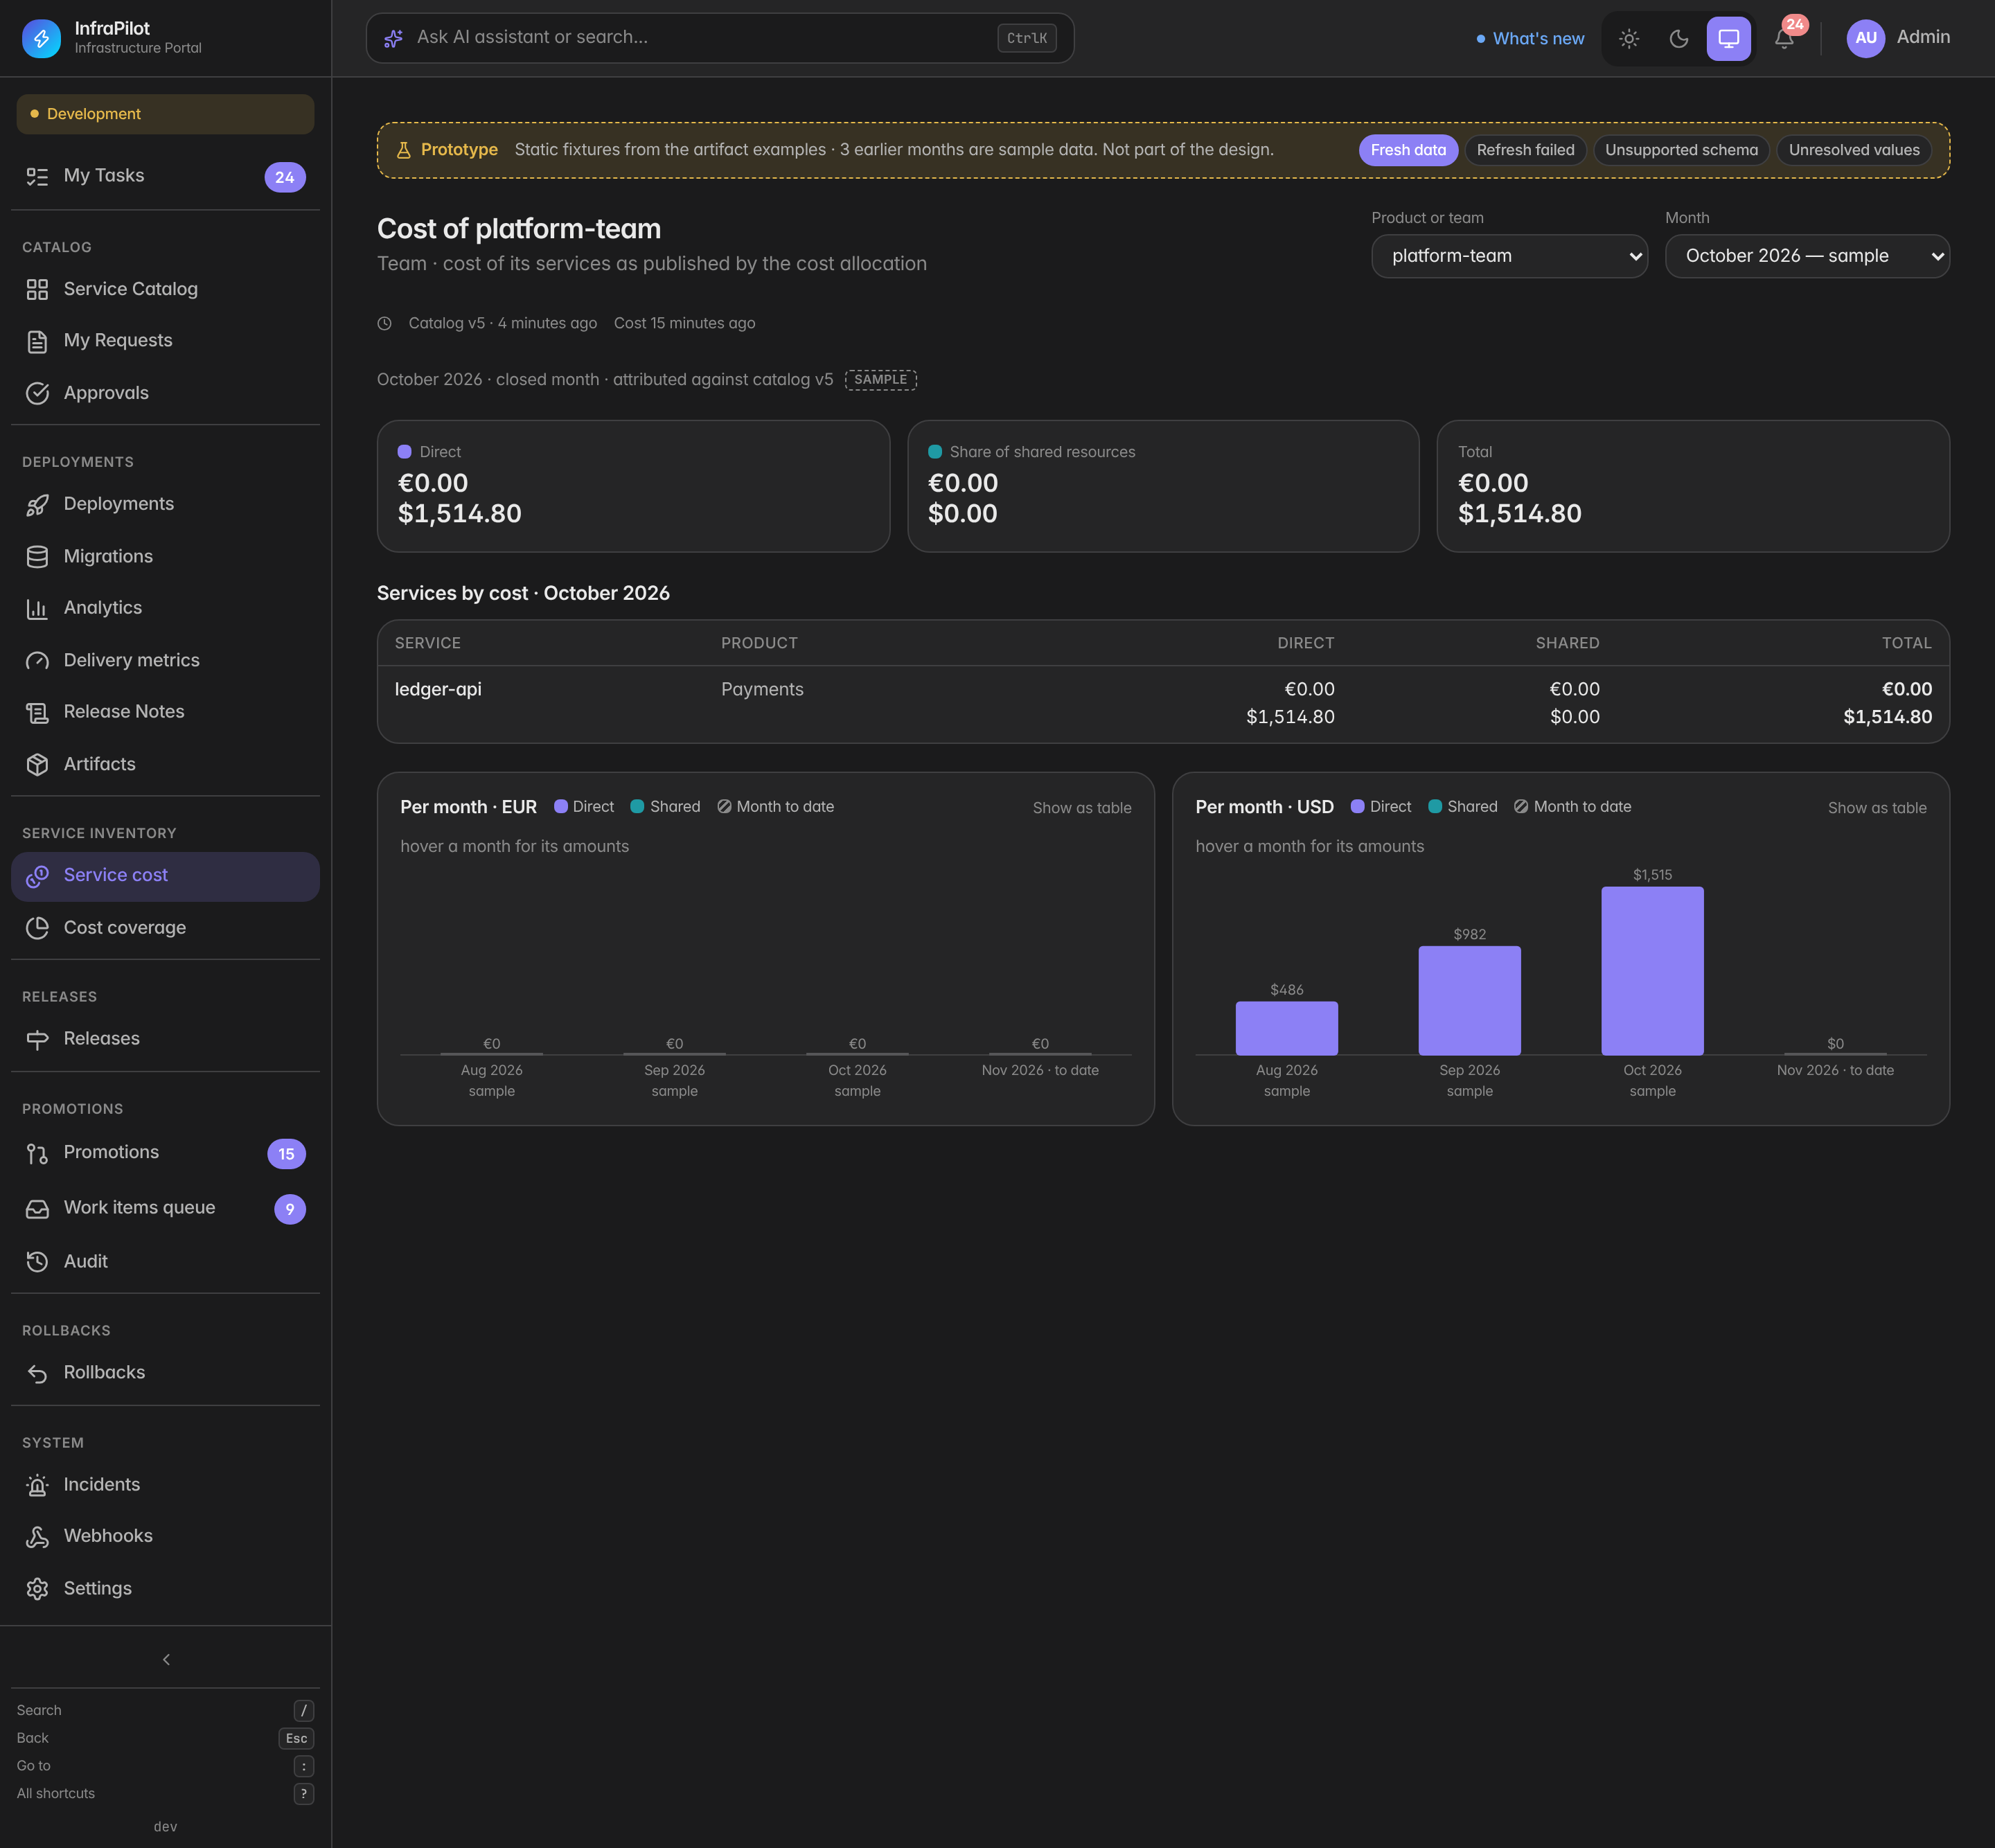 InfraPilot
Infrastructure Portal
Ask AI assistant or search...
CtrlK
What's new
24
AU
Admin
Development
My Tasks
24
CATALOG
Service Catalog
My Requests
Approvals
DEPLOYMENTS
Deployments
Migrations
Analytics
Delivery metrics
Release Notes
Artifacts
SERVICE INVENTORY
Service cost
Cost coverage
RELEASES
Releases
PROMOTIONS
Promotions
15
Work items queue
9
Audit
ROLLBACKS
Rollbacks
SYSTEM
Incidents
Webhooks
Settings
Search
/
Back
Esc
Go to
:
All shortcuts
?
dev
Prototype Static fixtures from the artifact examples · 3 earlier months are sample data. Not part of the design.
Fresh data
Refresh failed
Unsupported schema
Unresolved values
Cost of platform-team
Team · cost of its services as published by the cost allocation
Product or team
platform-team
Month
October 2026 — sample
Catalog v5 · 4 minutes ago Cost 15 minutes ago
October 2026 · closed month · attributed against catalog v5 SAMPLE
Direct
€0.00
$1,514.80
Share of shared resources
€0.00
$0.00
Total
€0.00
$1,514.80
Services by cost · October 2026
SERVICE PRODUCT DIRECT SHARED TOTAL
ledger-api Payments €0.00 €0.00 €0.00
$1,514.80 $0.00 $1,514.80
Per month · EUR Direct Shared Month to date Show as table
hover a month for its amounts
€0 €0 €0 €0
Aug 2026 Sep 2026 Oct 2026 Nov 2026 · to date
sample sample sample
Per month · USD Direct Shared Month to date Show as table
hover a month for its amounts
$1,515
$982
$486
$0
Aug 2026 Sep 2026 Oct 2026 Nov 2026 · to date
sample sample sample